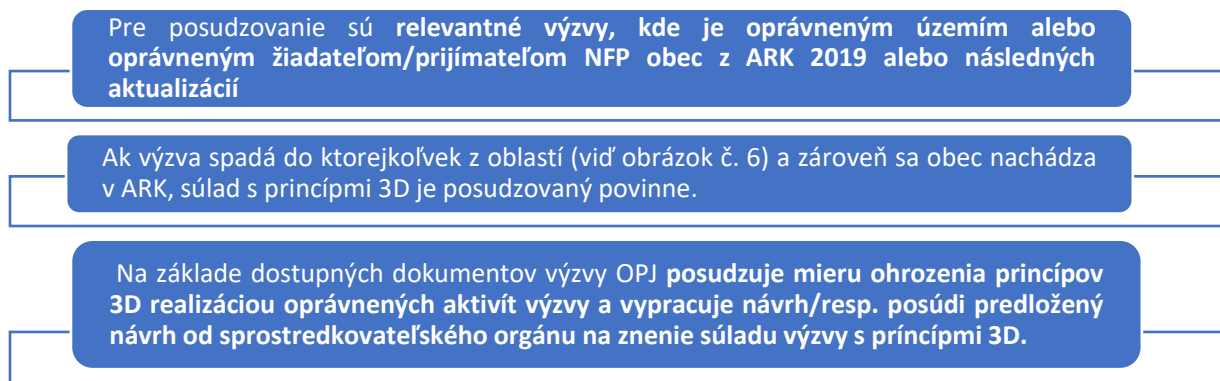 Pre posudzovanie sú relevantné výzvy, kde je oprávneným územím alebo
oprávneným žiadateľom/prijímateľom NFP obec z ARK 2019 alebo následných
aktualizácií
Ak výzva spadá do ktorejkoľvek z oblastí (viď obrázok č. 6) a zároveň sa obec nachádza
v ARK, súlad s princípmi 3D je posudzovaný povinne.
Na základe dostupných dokumentov výzvy OPJ posudzuje mieru ohrozenia princípov
3D realizáciou oprávnených aktivít výzvy a vypracuje návrh/resp. posúdi predložený
návrh od sprostredkovateľského orgánu na znenie súladu výzvy s príncípmi 3D.